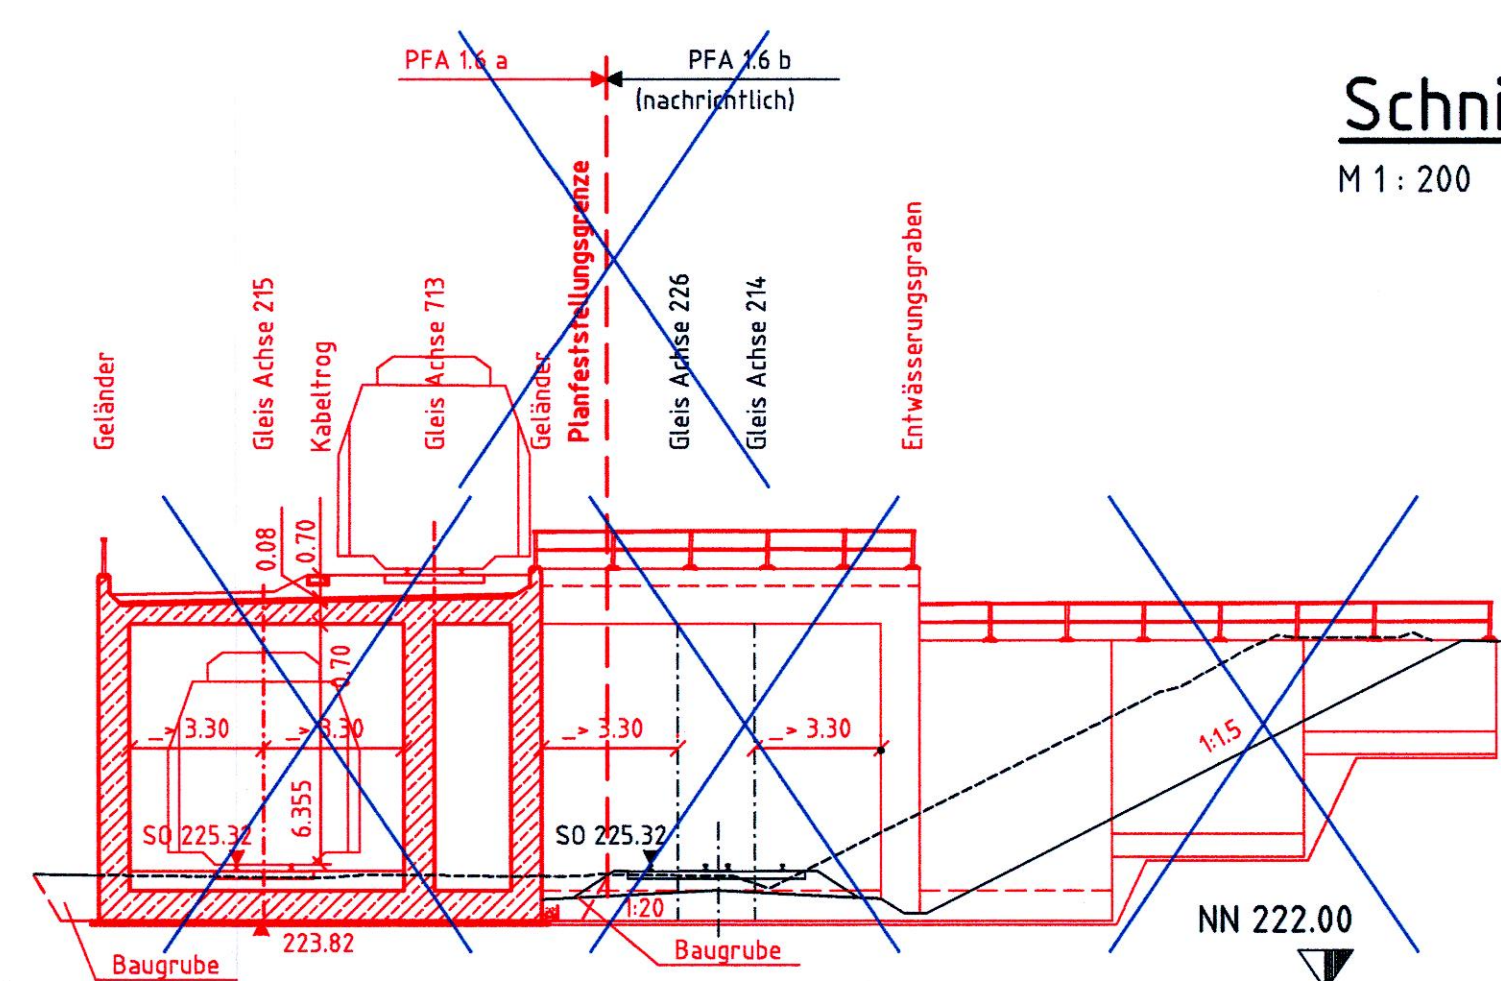 PFA 1.6 a
PFA 1.6 b
(nachrichtlich)
Schni
M 1 : 200
Geländer
Gleis Achse 215
Kabeltrog
Gleis Achse 713
Geländer
Planfeststellungsgrenze
Gleis Achse 226
Gleis Achse 214
Entwässerungsgraben
0.08
0.70
0.70
3.30
3.30
3.30
3.30
1:1.5
6.355
SO 225.32
SO 225.32
1:20
NN 222.00
223.82
Baugrube
Baugrube